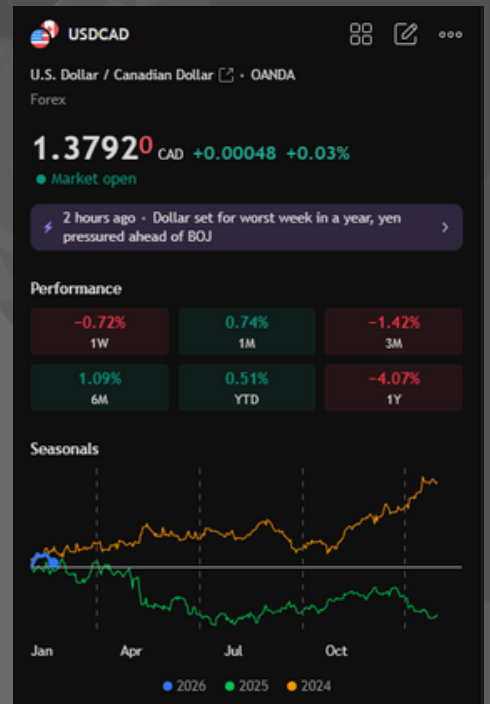 USDCAD
U.S. Dollar / Canadian Dollar • OANDA
Forex
1.37920 CAD +0.00048 +0.03%
Market open
2 hours ago • Dollar set for worst week in a year, yen
pressured ahead of BOJ
Performance
−0.72% 0.74% −1.42%
1W 1M 3M
1.09% 0.51% −4.07%
6M YTD 1Y
Seasonals
Jan Apr Jul Oct
2026 2025 2024